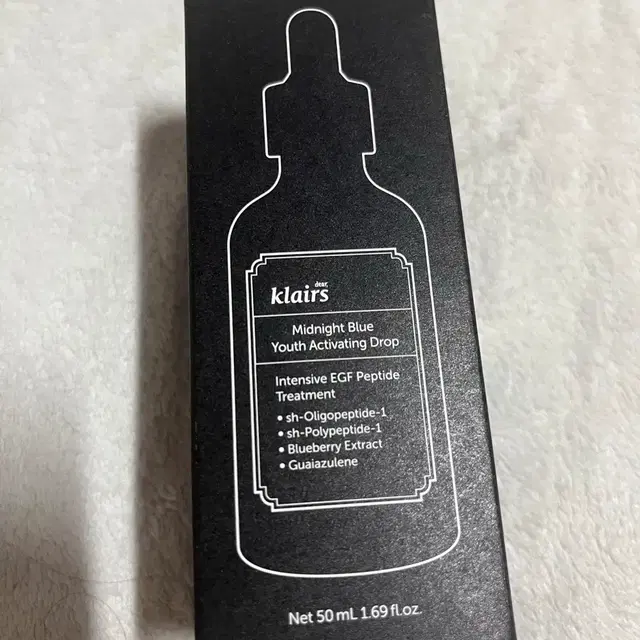 dear,
klairs
Midnight Blue
Youth Activating Drop
Intensive EGF Peptide
Treatment
• sh-Oligopeptide-1
• sh-Polypeptide-1
• Blueberry Extract
• Guaiazulene
Net 50 mL 1.69 fl.oz.